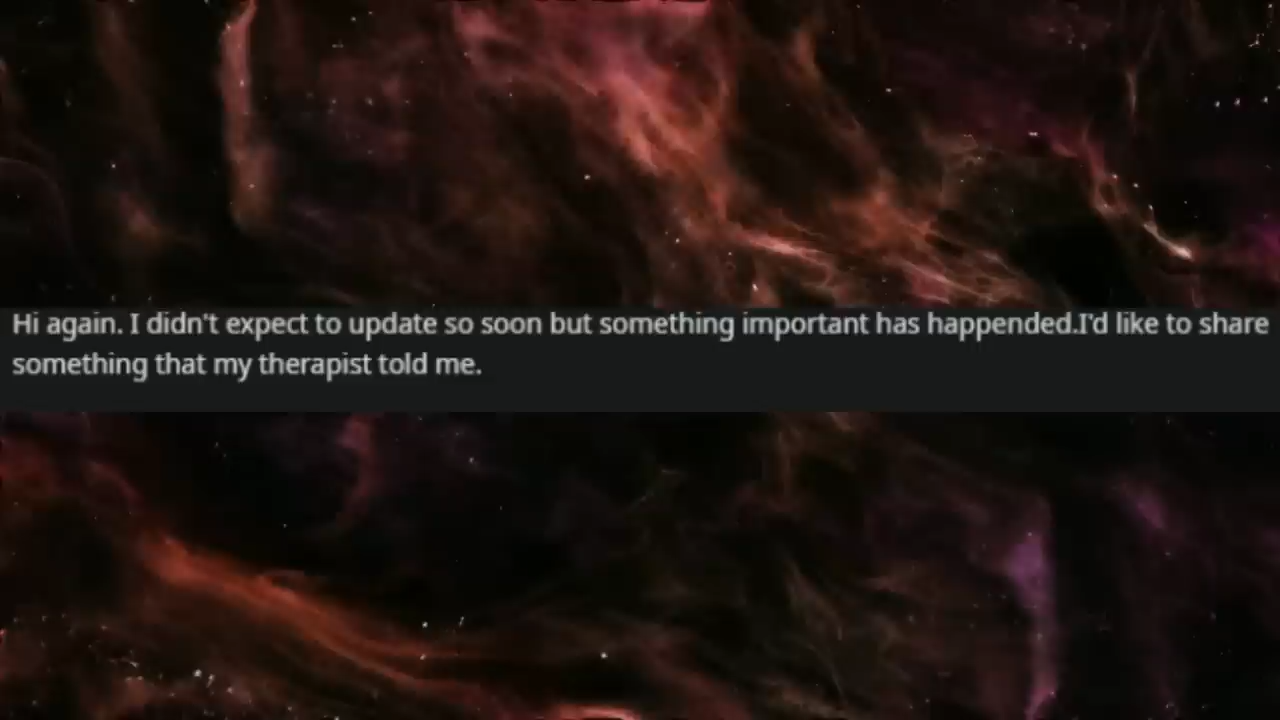 Hi again. I didn't expect to update so soon but something important has happended.I'd like to share
something that my therapist told me.